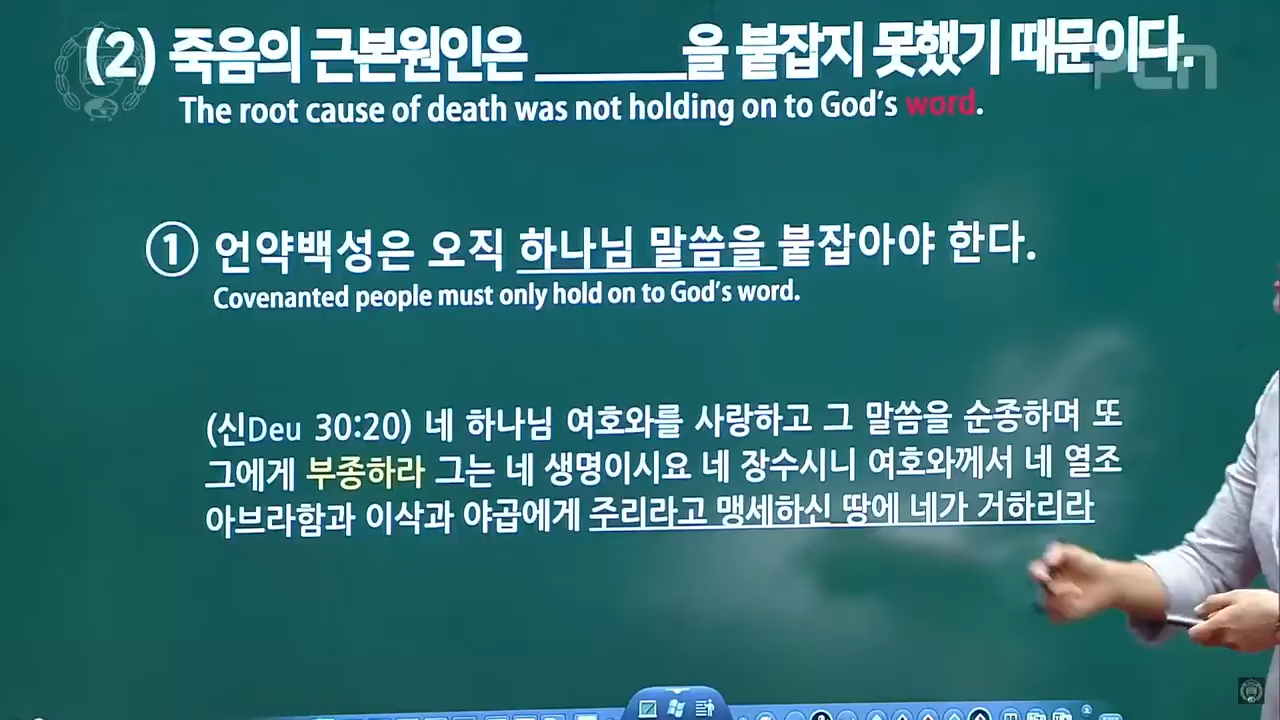 (2) 죽음의 근본원인은 ______을 붙잡지 못했기 때문이다.
The root cause of death was not holding on to God's word.
① 언약백성은 오직 하나님 말씀을 붙잡아야 한다.
Covenanted people must only hold on to God's word.
(신Deu 30:20) 네 하나님 여호와를 사랑하고 그 말씀을 순종하며 또
그에게 부종하라 그는 네 생명이시요 네 장수시니 여호와께서 네 열조
아브라함과 이삭과 야곱에게 주리라고 맹세하신 땅에 네가 거하리라